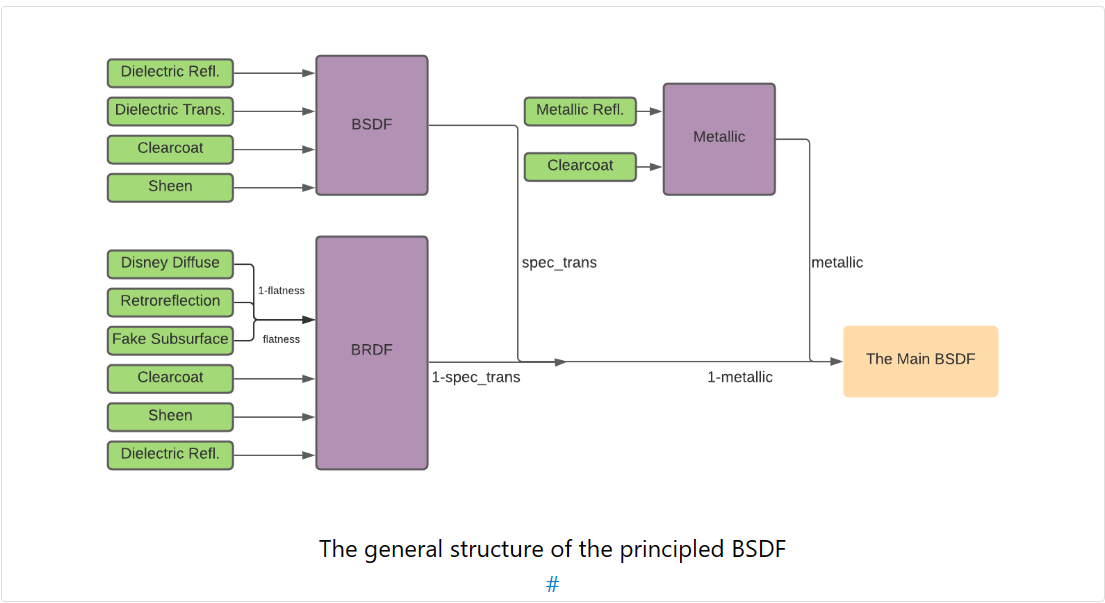 Dielectric Refl.
Dielectric Trans.
Clearcoat
Sheen
BSDF
Metallic Refl.
Clearcoat
Metallic
Disney Diffuse
Retroreflection
Fake Subsurface
Clearcoat
Sheen
Dielectric Refl.
1-flatness
flatness
BRDF
spec_trans
1-spec_trans
metallic
1-metallic
The Main BSDF
The general structure of the principled BSDF
#